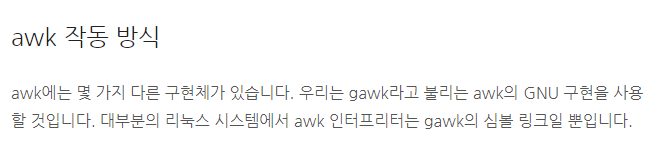 awk 작동 방식
awk에는 몇 가지 다른 구현체가 있습니다. 우리는 gawk라고 불리는 awk의 GNU 구현을 사용
할 것입니다. 대부분의 리눅스 시스템에서 awk 인터프리터는 gawk의 심볼 링크일 뿐입니다.